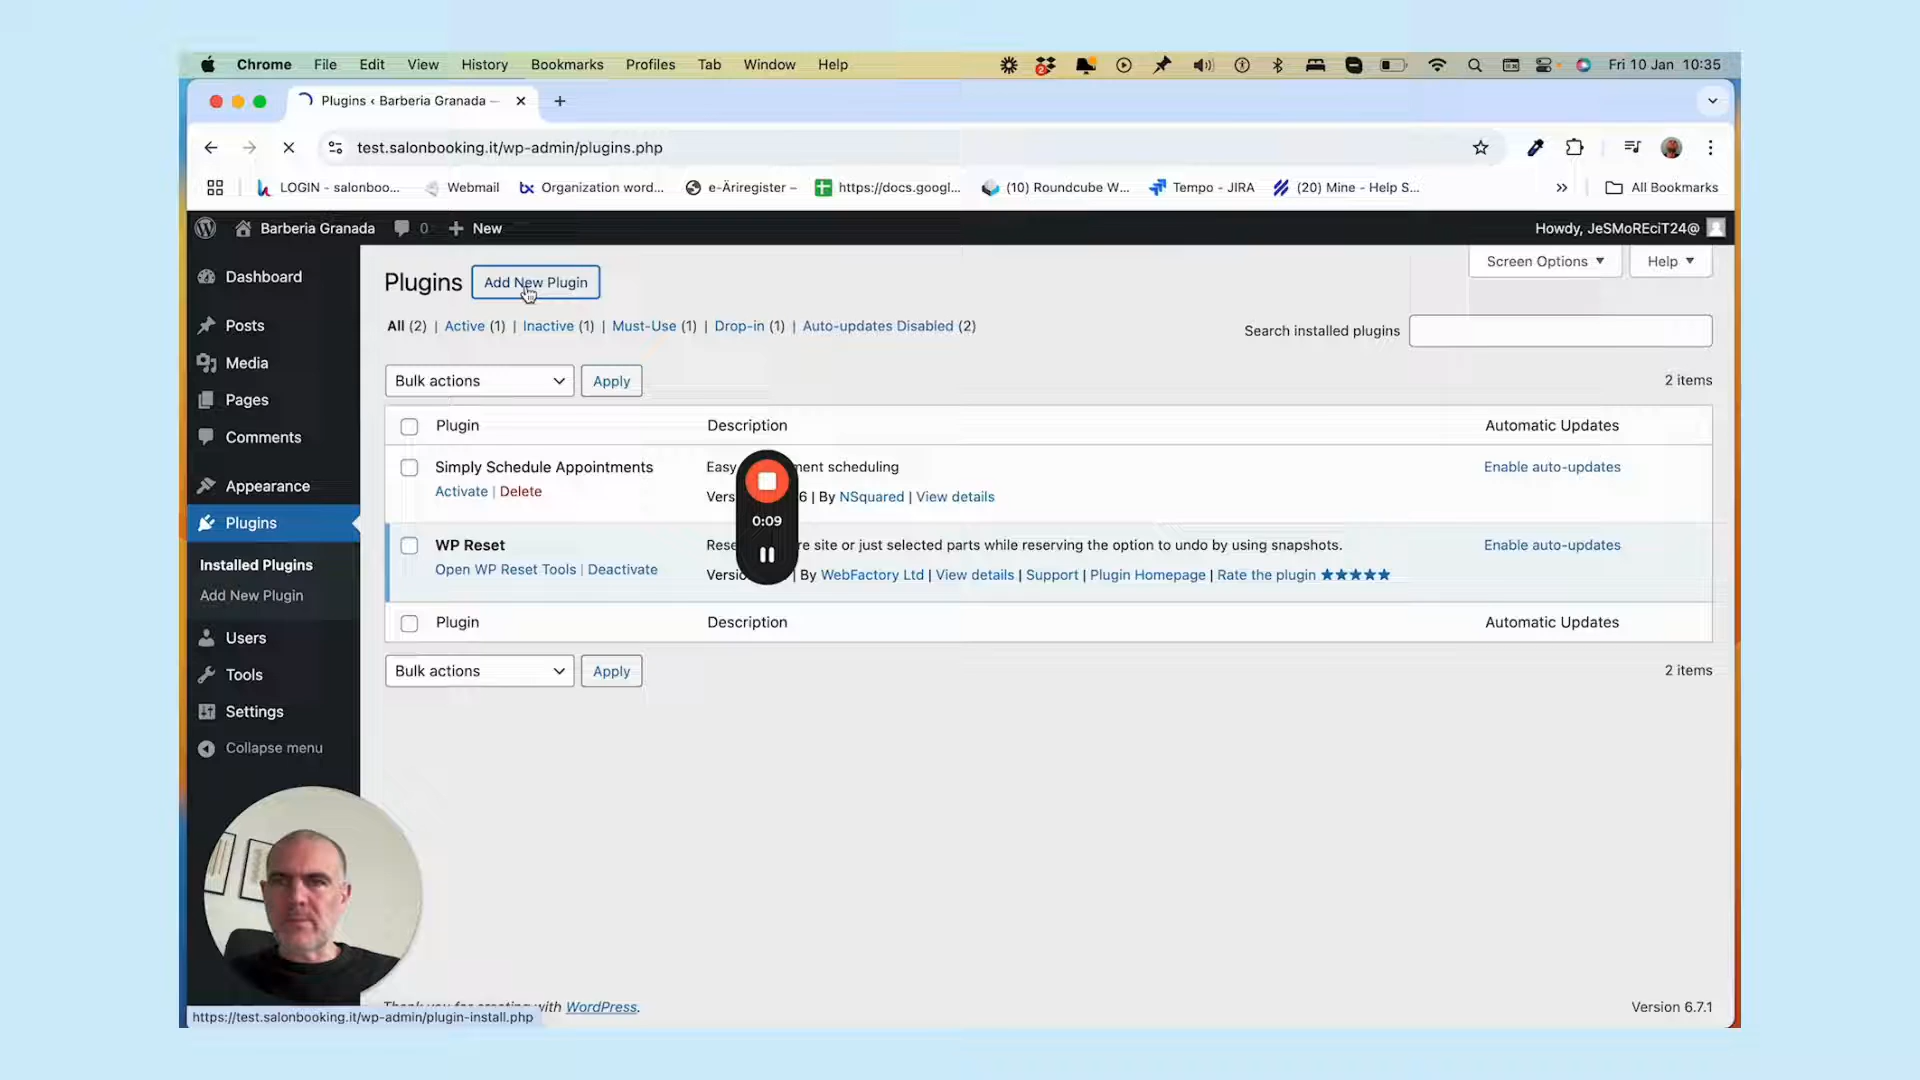 Chrome File Edit View History Bookmarks Profiles Tab Window Help
2
Fri 10 Jan 10:35
Plugins ‹ Barberia Granada —
test.salonbooking.it/wp-admin/plugins.php
LOGIN - salonboo... Webmail Organization word... e-Äriregister – https://docs.googl... (10) Roundcube W... Tempo - JIRA (20) Mine - Help S... » All Bookmarks
Barberia Granada 0 New Howdy, JeSMoREciT24@
Dashboard
Posts
Media
Pages
Comments
Appearance
Plugins
Installed Plugins
Add New Plugin
Users
Tools
Settings
Collapse menu
Screen Options Help
Plugins Add New Plugin
All (2) | Active (1) | Inactive (1) | Must-Use (1) | Drop-in (1) | Auto-updates Disabled (2)
Search installed plugins
Bulk actions Apply 2 items
Plugin Description Automatic Updates
Simply Schedule Appointments Easy ment scheduling Enable auto-updates
Activate | Delete Vers 6 | By NSquared | View details
0:09
WP Reset Rese re site or just selected parts while reserving the option to undo by using snapshots. Enable auto-updates
Open WP Reset Tools | Deactivate Versio | By WebFactory Ltd | View details | Support | Plugin Homepage | Rate the plugin ★★★★★
Plugin Description Automatic Updates
Bulk actions Apply 2 items
with WordPress. Version 6.7.1
https://test.salonbooking.it/wp-admin/plugin-install.php